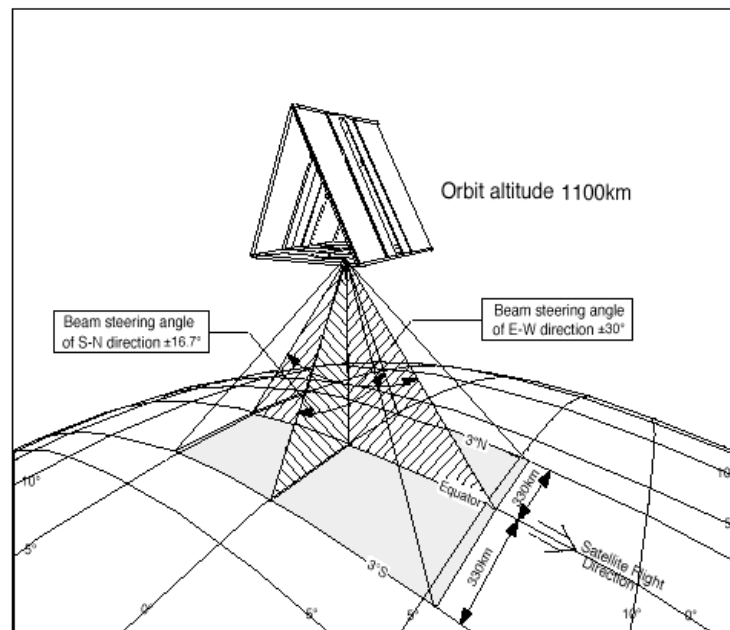 Orbit altitude 1100km
Beam steering angle
of S-N direction ±16.7°
Beam steering angle
of E-W direction ±30°
3°N
10°
10°
Equator
330km
5°
5°
3°S
330km
Satellite Flight
Direction
0°
5°
5°
10°
0°